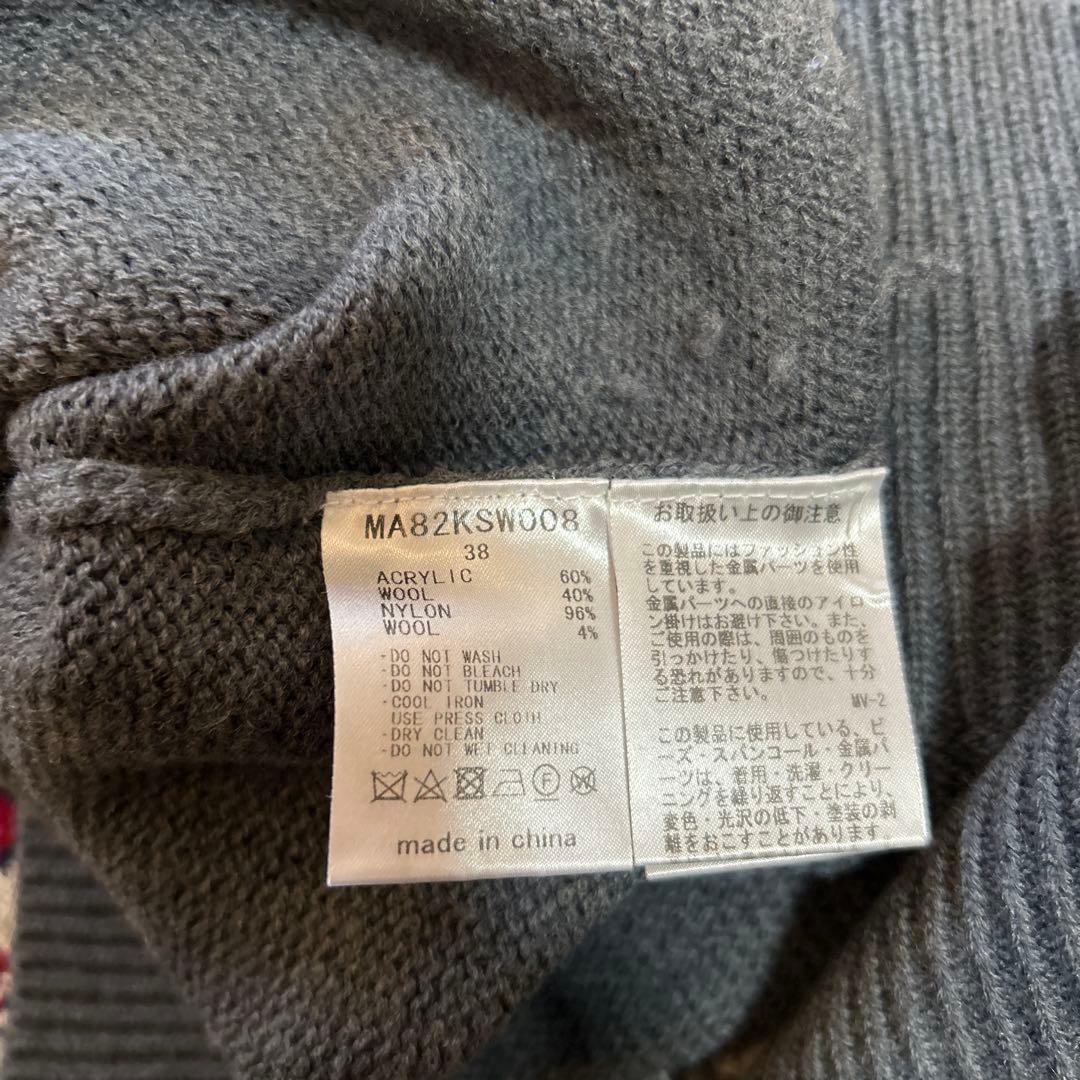 MA82KSW008
38
ACRYLIC 60%
WOOL 40%
NYLON 96%
WOOL 4%
-DO NOT WASH
-DO NOT BLEACH
-DO NOT TUMBLE DRY
-COOL IRON
USE PRESS CLOTH
-DRY CLEAN
-DO NOT WET CLEANING
F
W
made in china
お取扱い上の御注意
この製品にはファッション性
を重視した金属パーツを使用
しています。
金属パーツへの直接のアイロ
ン掛けはお避け下さい。また、
ご使用の際は、周囲のものを
引っかけたり、傷つけたりす
る恐れがありますので、十分
ご注意下さい。
MV-2
この製品に使用している、ビ
ーズ・スパンコール・金属パ
ーツは、着用・洗濯・クリー
ニングを繰り返すことにより、
変色・光沢の低下・塗装の剥
離をおこすことがあります。